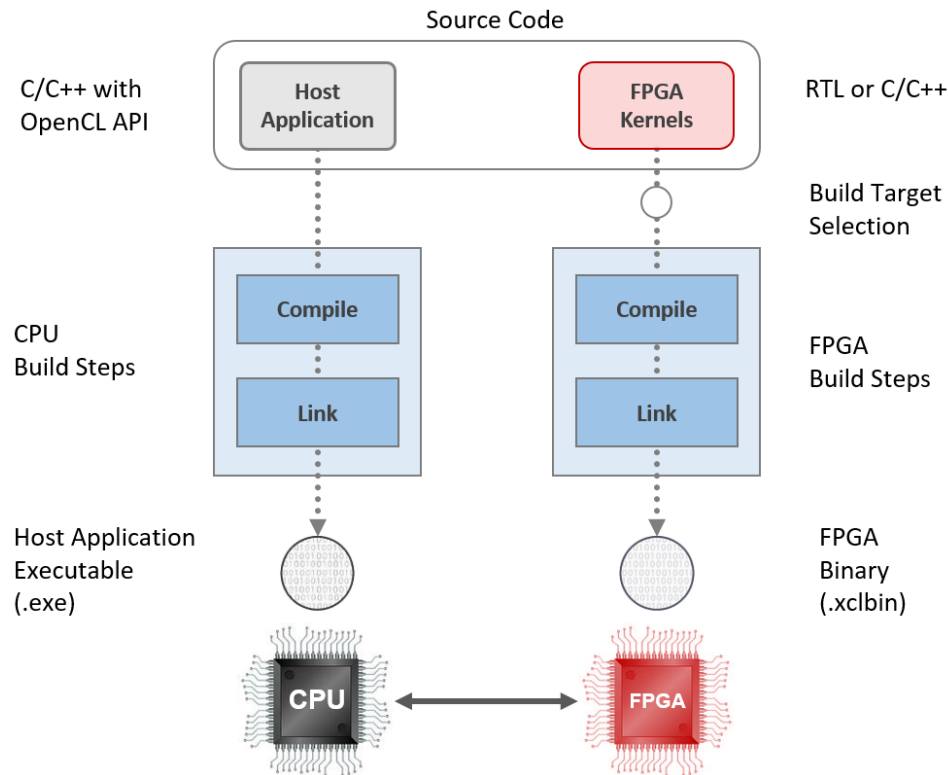 Source Code
C/C++ with
OpenCL API
Host
Application
FPGA
Kernels
RTL or C/C++
Build Target
Selection
CPU
Build Steps
Compile
Link
Compile
Link
FPGA
Build Steps
Host Application
Executable
(.exe)
FPGA
Binary
(.xclbin)
CPU
FPGA